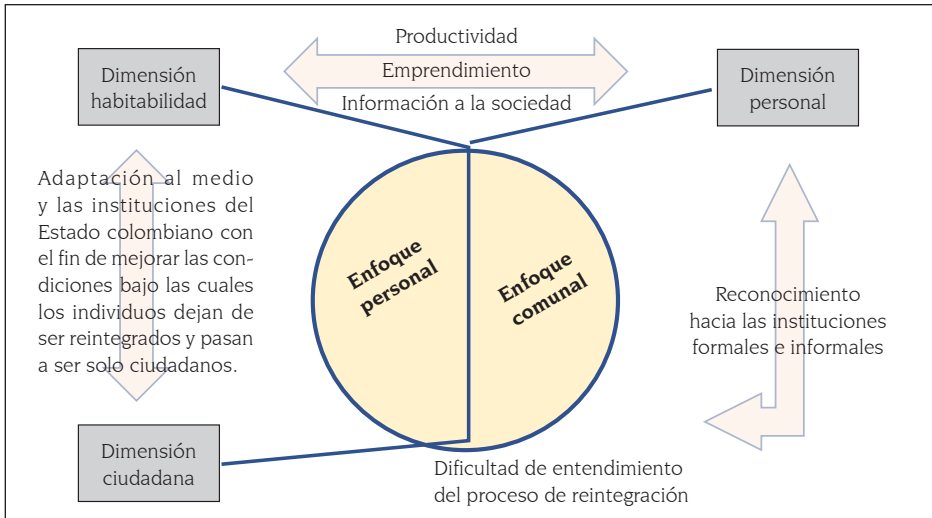 Dimensión
habitabilidad
Productividad
Emprendimiento
Información a la sociedad
Dimensión
personal
Adaptación al medio
y las instituciones del
Estado colombiano con
el fin de mejorar las con-
diciones bajo las cuales
los individuos dejan de
ser reintegrados y pasan
a ser solo ciudadanos.
Enfoque
personal
Enfoque
comunal
Reconocimiento
hacia las instituciones
formales e informales
Dimensión
ciudadana
Dificultad de entendimiento
del proceso de reintegración